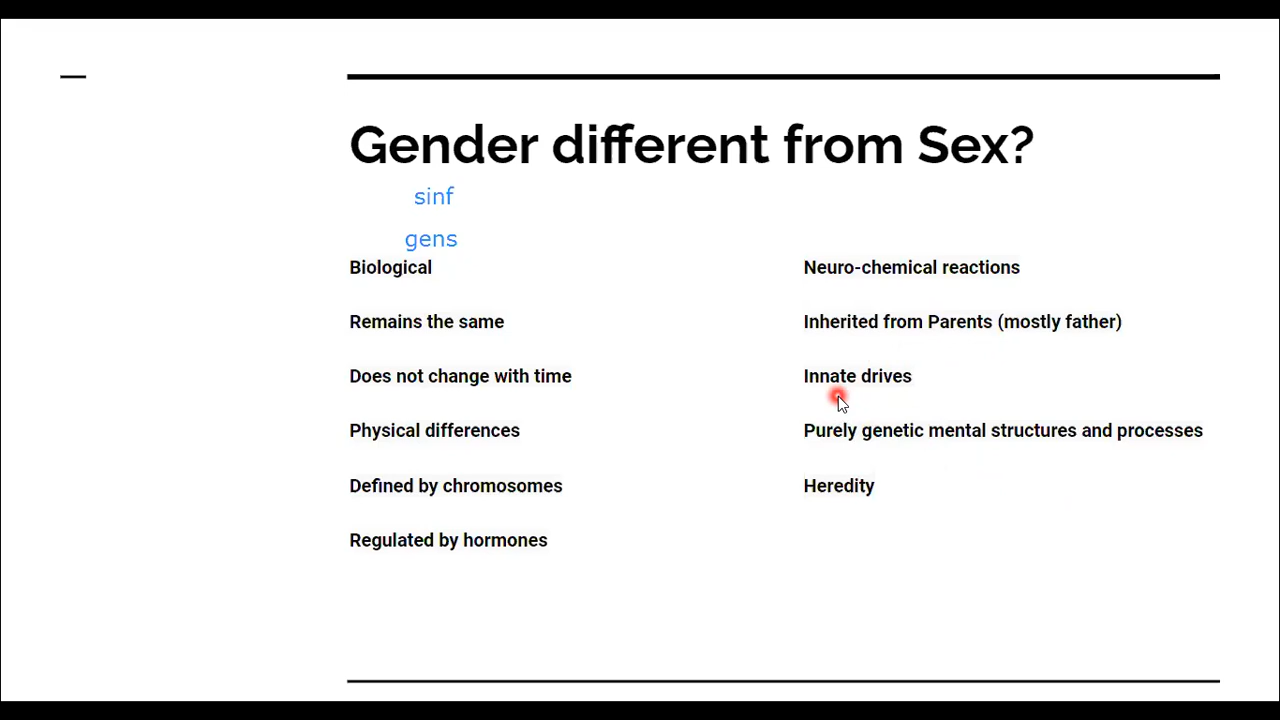 Gender different from Sex?
sinf
gens
Biological
Remains the same
Does not change with time
Physical differences
Defined by chromosomes
Regulated by hormones
Neuro-chemical reactions
Inherited from Parents (mostly father)
Innate drives
Purely genetic mental structures and processes
Heredity